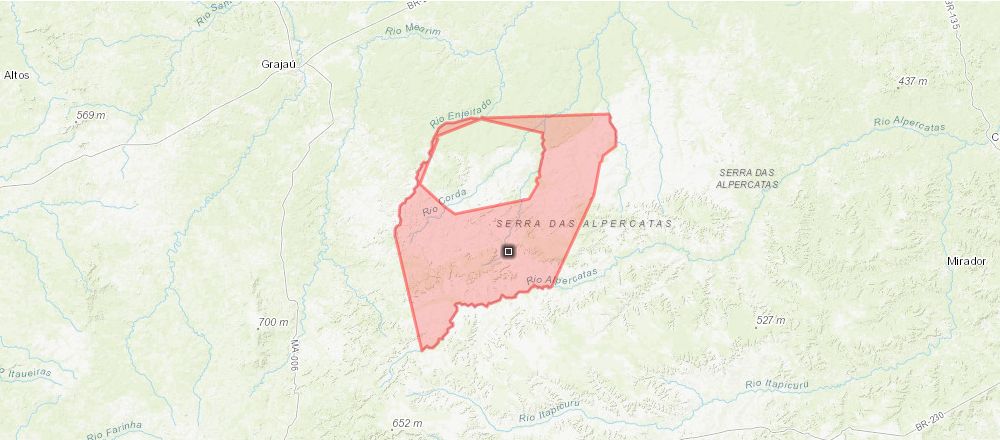 Rio San
BR-
BR-135
Rio Mearim
Grajaú
Altos
437 m
569 m
Rio Enjeitado
Rio Alpercatas
C
SERRA DAS
ALPERCATAS
Rio Corda
SERRA DAS ALPERCATAS
Mirador
Rio Alpercatas
700 m
527 m
MA-006
io Itaueiras
Rio Itapicuru
Rio Itapicuru
652 m
BR-230
Rio Farinha